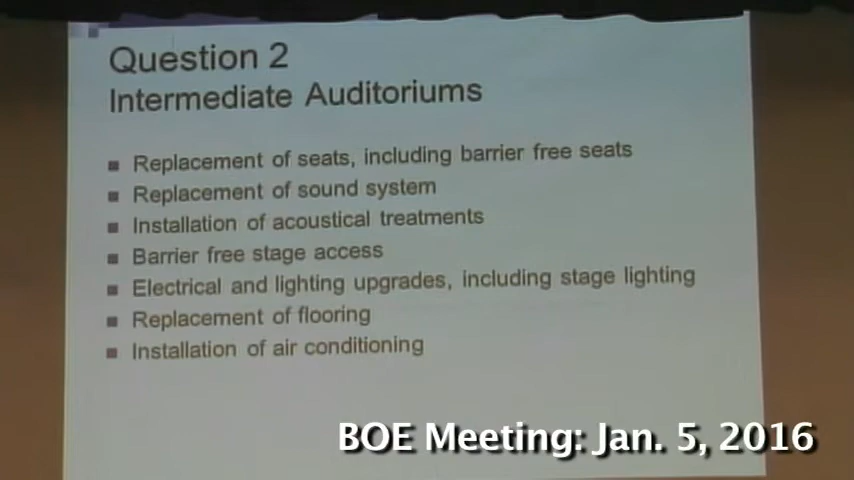 Question 2
Intermediate Auditoriums
Replacement of seats, including barrier free seats
Replacement of sound system
Installation of acoustical treatments
Barrier free stage access
Electrical and lighting upgrades, including stage lighting
Replacement of flooring
Installation of air conditioning
BOE Meeting: Jan. 5, 2016